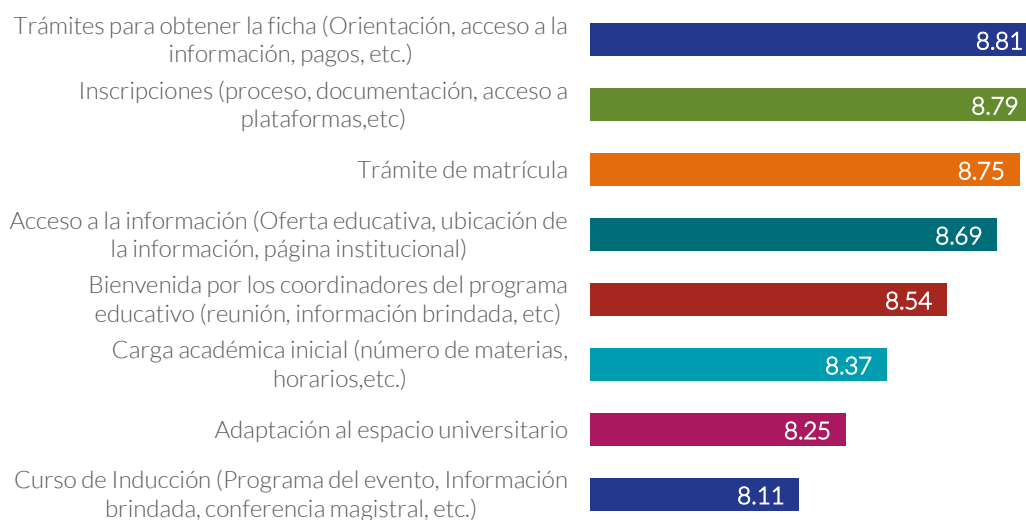 Trámites para obtener la ficha (Orientación, acceso a la
información, pagos, etc.)
8.81
Inscripciones (proceso, documentación, acceso a
plataformas,etc)
8.79
Trámite de matrícula
8.75
Acceso a la información (Oferta educativa, ubicación de
la información, página institucional)
8.69
Bienvenida por los coordinadores del programa
educativo (reunión, información brindada, etc)
8.54
Carga académica inicial (número de materias,
horarios,etc.)
8.37
Adaptación al espacio universitario
8.25
Curso de Inducción (Programa del evento, Información
brindada, conferencia magistral, etc.)
8.11